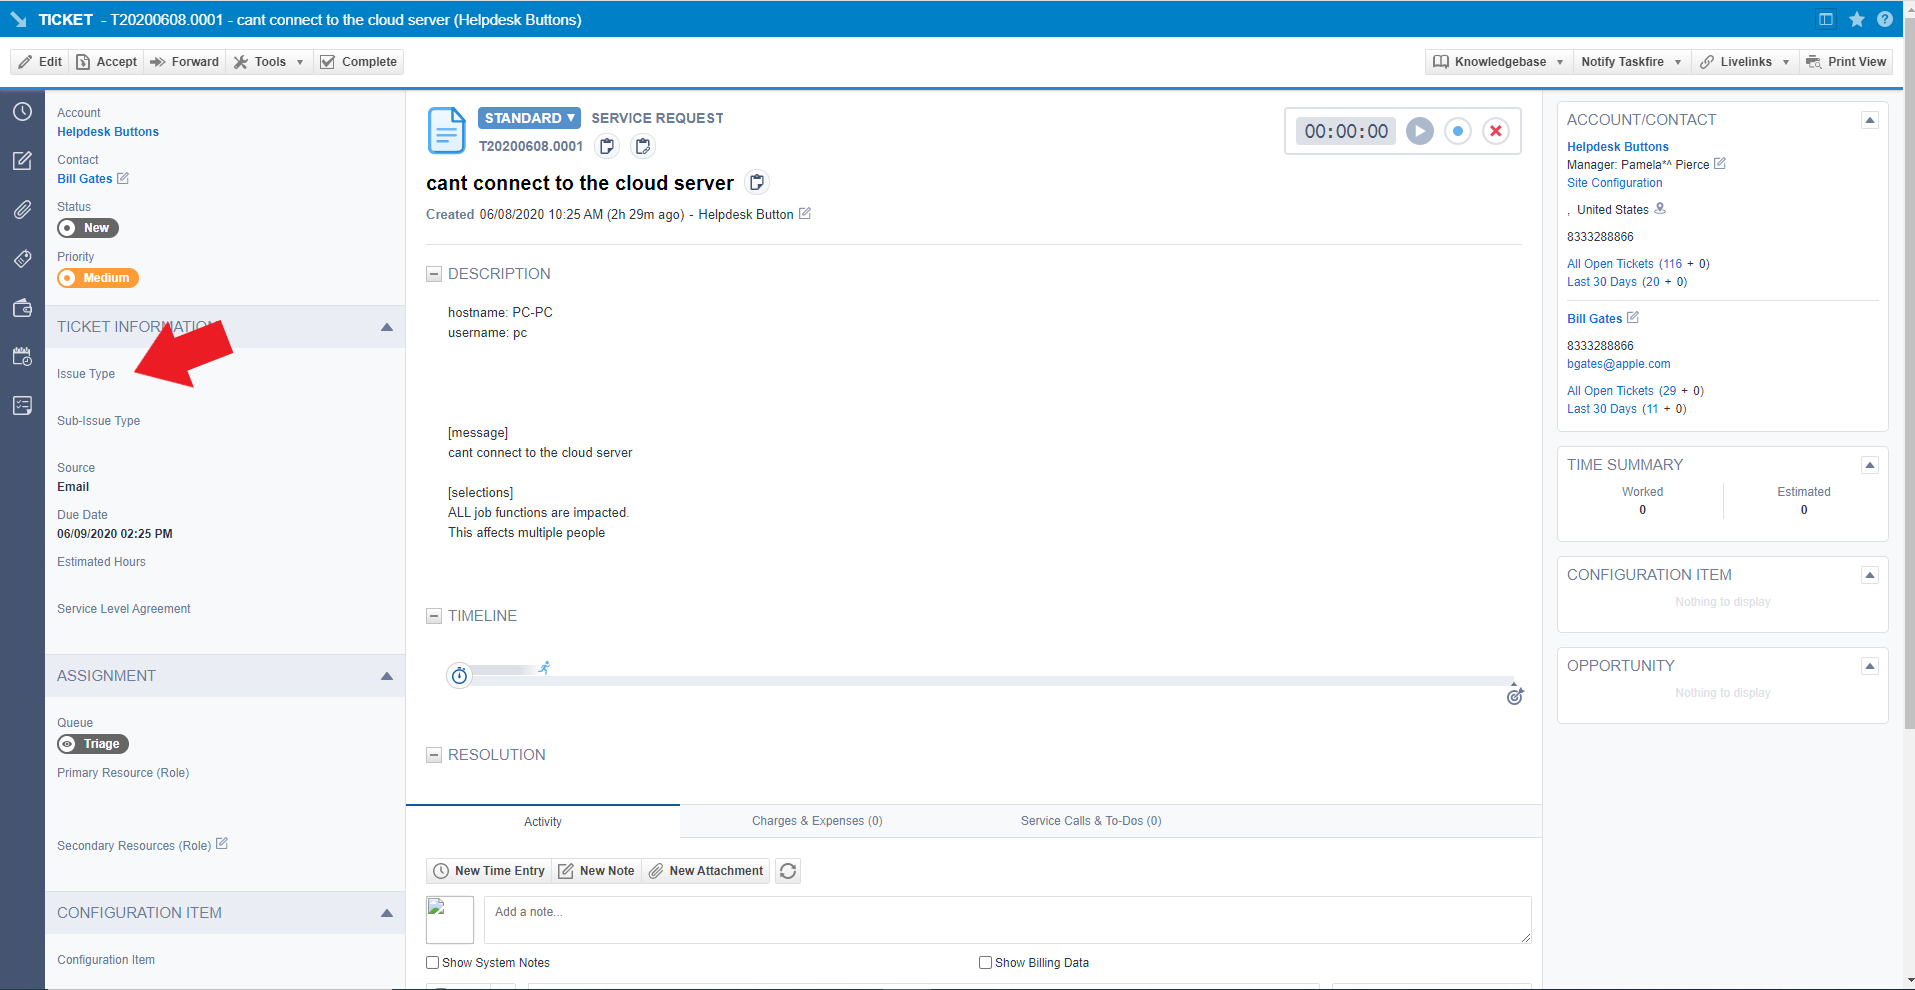 TICKET - T20200608.0001 - cant connect to the cloud server (Helpdesk Buttons)
Edit Accept Forward Tools Complete
Knowledgebase Notify Taskfire Livelinks Print View
Account
Helpdesk Buttons
Contact
Bill Gates
Status
New
Priority
Medium
TICKET INFORMATION
Issue Type
Sub-Issue Type
Source
Email
Due Date
06/09/2020 02:25 PM
Estimated Hours
Service Level Agreement
ASSIGNMENT
Queue
Triage
Primary Resource (Role)
Secondary Resources (Role)
CONFIGURATION ITEM
Configuration Item
STANDARD ▼ SERVICE REQUEST
T20200608.0001
cant connect to the cloud server
Created 06/08/2020 10:25 AM (2h 29m ago) - Helpdesk Button
00:00:00
DESCRIPTION
hostname: PC-PC
username: pc
[message]
cant connect to the cloud server
[selections]
ALL job functions are impacted.
This affects multiple people
TIMELINE
RESOLUTION
Activity Charges & Expenses (0) Service Calls & To-Dos (0)
New Time Entry New Note New Attachment
Add a note...
Show System Notes Show Billing Data
ACCOUNT/CONTACT
Helpdesk Buttons
Manager: Pamela*^ Pierce
Site Configuration
, United States
8333288866
All Open Tickets (116 + 0)
Last 30 Days (20 + 0)
Bill Gates
8333288866
bgates@apple.com
All Open Tickets (29 + 0)
Last 30 Days (11 + 0)
TIME SUMMARY
Worked Estimated
0 0
CONFIGURATION ITEM
Nothing to display
OPPORTUNITY
Nothing to display